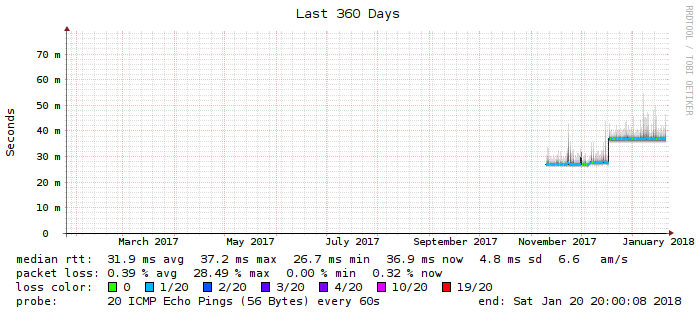 Last 360 Days
RRDTOOL / TOBI OETIKER
Seconds
70 m
60 m
50 m
40 m
30 m
20 m
10 m
0
March 2017 May 2017 July 2017 September 2017 November 2017 January 2018
median rtt: 31.9 ms avg 37.2 ms max 26.7 ms min 36.9 ms now 4.8 ms sd 6.6 am/s
packet loss: 0.39 % avg 28.49 % max 0.00 % min 0.32 % now
loss color: 0 1/20 2/20 3/20 4/20 10/20 19/20
probe: 20 ICMP Echo Pings (56 Bytes) every 60s end: Sat Jan 20 20:00:08 2018